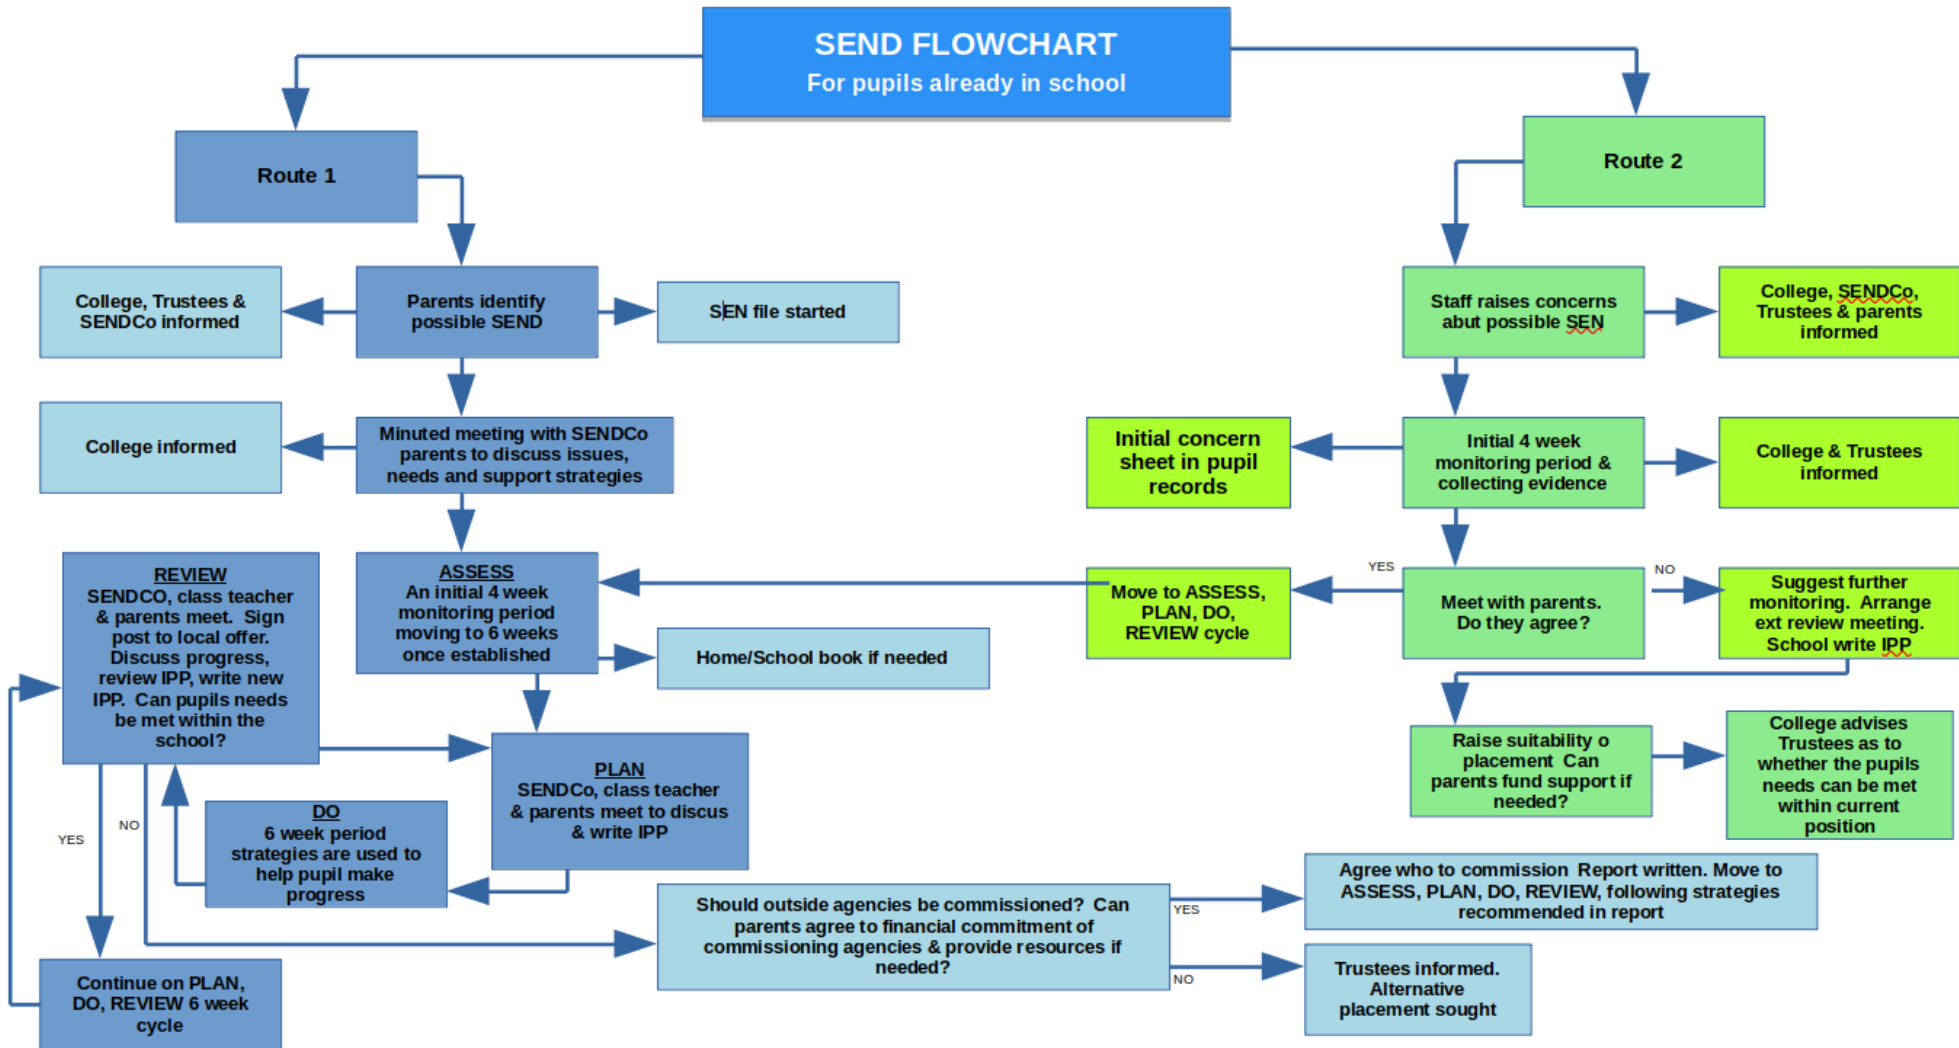 SEND FLOWCHART
For pupils already in school
Route 1
Route 2
College, Trustees &
SENDCo informed
Parents identify
possible SEND
SEN file started
Staff raises concerns
abut possible SEN
College, SENDCo,
Trustees & parents
informed
College informed
Minuted meeting with SENDCo
parents to discuss issues,
needs and support strategies
Initial concern
sheet in pupil
records
Initial 4 week
monitoring period &
collecting evidence
College & Trustees
informed
REVIEW
SENDCO, class teacher
& parents meet. Sign
post to local offer.
Discuss progress,
review IPP, write new
IPP. Can pupils needs
be met within the
school?
ASSESS
An initial 4 week
monitoring period
moving to 6 weeks
once established
Home/School book if needed
Move to ASSESS,
PLAN, DO,
REVIEW cycle
YES
Meet with parents.
Do they agree?
NO
Suggest further
monitoring. Arrange
ext review meeting.
School write IPP
PLAN
SENDCo, class teacher
& parents meet to discus
& write IPP
Raise suitability o
placement Can
parents fund support if
needed?
College advises
Trustees as to
whether the pupils
needs can be met
within current
position
YES
NO
DO
6 week period
strategies are used to
help pupil make
progress
Should outside agencies be commissioned? Can
parents agree to financial commitment of
commissioning agencies & provide resources if
needed?
YES
Agree who to commission Report written. Move to
ASSESS, PLAN, DO, REVIEW, following strategies
recommended in report
NO
Trustees informed.
Alternative
placement sought
Continue on PLAN,
DO, REVIEW 6 week
cycle